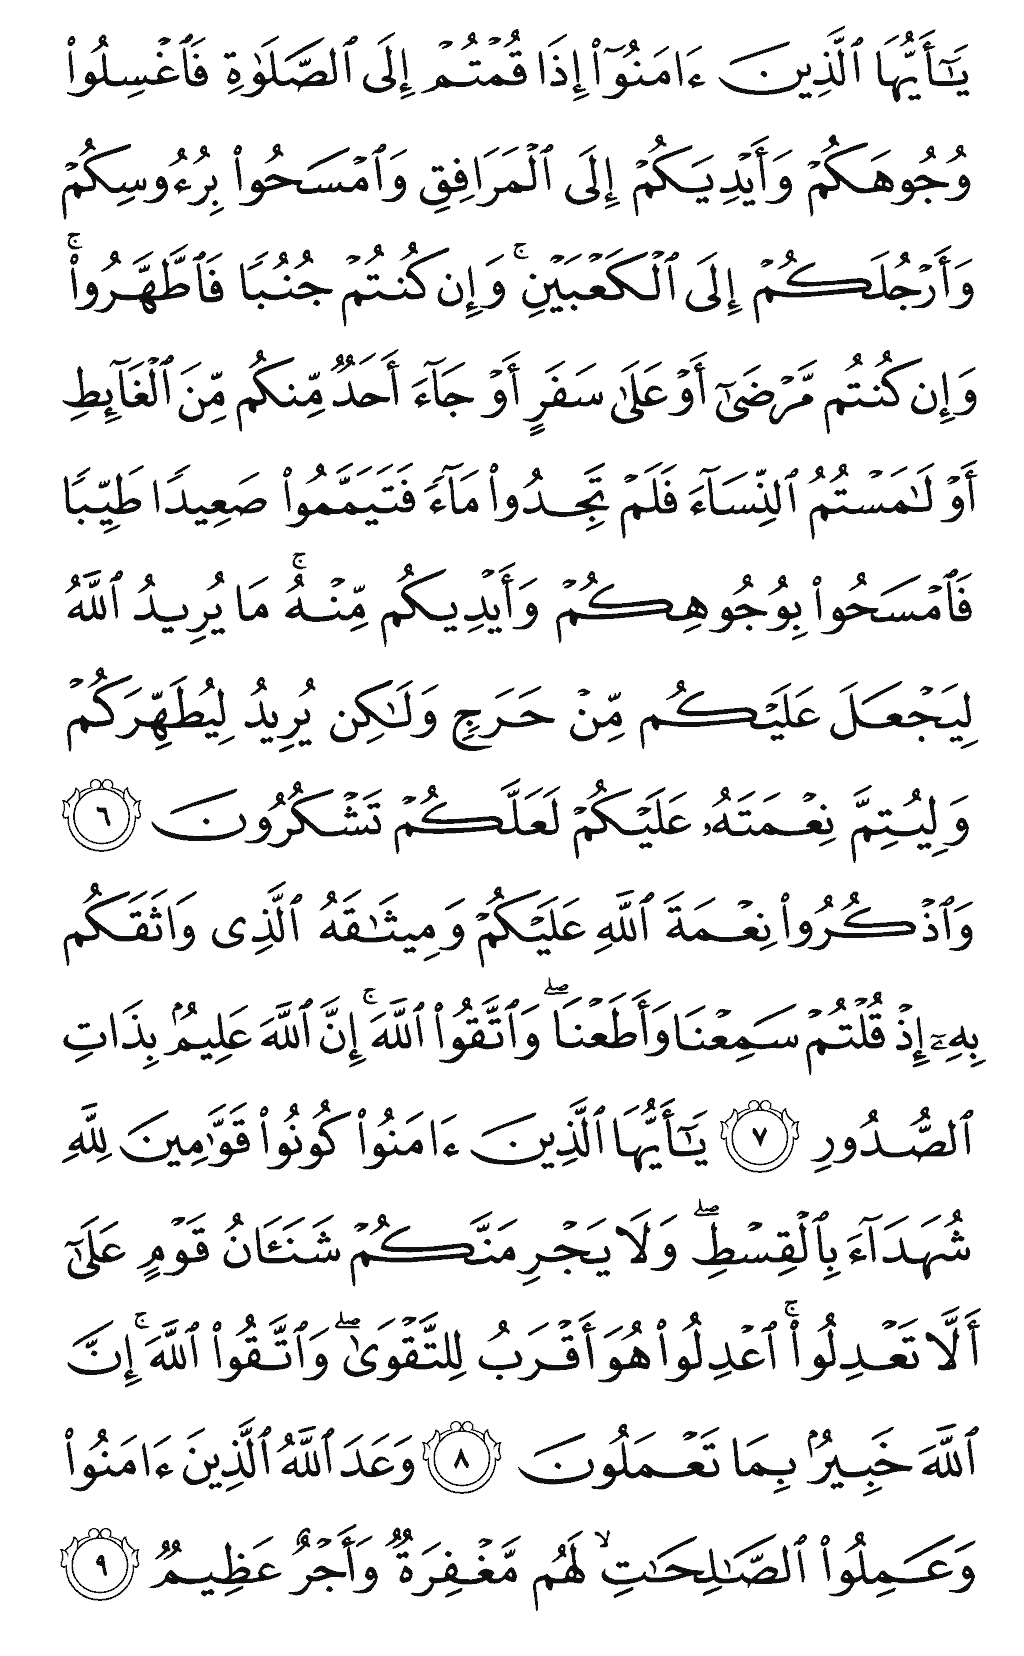 يَـٰٓأَيُّهَا ٱلَّذِينَ ءَامَنُوٓا۟ إِذَا قُمْتُمْ إِلَى ٱلصَّلَوٰةِ فَٱغْسِلُوا۟
وُجُوهَكُمْ وَأَيْدِيَكُمْ إِلَى ٱلْمَرَافِقِ وَٱمْسَحُوا۟ بِرُءُوسِكُمْ
وَأَرْجُلَكُمْ إِلَى ٱلْكَعْبَيْنِ ۚ وَإِن كُنتُمْ جُنُبًا فَٱطَّهَّرُوا۟ ۚ
وَإِن كُنتُم مَّرْضَىٰٓ أَوْ عَلَىٰ سَفَرٍ أَوْ جَآءَ أَحَدٌ مِّنكُم مِّنَ ٱلْغَآئِطِ
أَوْ لَـٰمَسْتُمُ ٱلنِّسَآءَ فَلَمْ تَجِدُوا۟ مَآءً فَتَيَمَّمُوا۟ صَعِيدًا طَيِّبًا
فَٱمْسَحُوا۟ بِوُجُوهِكُمْ وَأَيْدِيكُم مِّنْهُ ۚ مَا يُرِيدُ ٱللَّهُ
لِيَجْعَلَ عَلَيْكُم مِّنْ حَرَجٍ وَلَـٰكِن يُرِيدُ لِيُطَهِّرَكُمْ
وَلِيُتِمَّ نِعْمَتَهُۥ عَلَيْكُمْ لَعَلَّكُمْ تَشْكُرُونَ ٦
وَٱذْكُرُوا۟ نِعْمَةَ ٱللَّهِ عَلَيْكُمْ وَمِيثَـٰقَهُ ٱلَّذِى وَاثَقَكُم
بِهِۦٓ إِذْ قُلْتُمْ سَمِعْنَا وَأَطَعْنَا ۖ وَٱتَّقُوا۟ ٱللَّهَ ۚ إِنَّ ٱللَّهَ عَلِيمٌۢ بِذَاتِ
ٱلصُّدُورِ ٧ يَـٰٓأَيُّهَا ٱلَّذِينَ ءَامَنُوا۟ كُونُوا۟ قَوَّٰمِينَ لِلَّهِ
شُهَدَآءَ بِٱلْقِسْطِ ۖ وَلَا يَجْرِمَنَّكُمْ شَنَـَٔانُ قَوْمٍ عَلَىٰٓ
أَلَّا تَعْدِلُوا۟ ۚ ٱعْدِلُوا۟ هُوَ أَقْرَبُ لِلتَّقْوَىٰ ۖ وَٱتَّقُوا۟ ٱللَّهَ ۚ إِنَّ
ٱللَّهَ خَبِيرٌۢ بِمَا تَعْمَلُونَ ٨ وَعَدَ ٱللَّهُ ٱلَّذِينَ ءَامَنُوا۟
وَعَمِلُوا۟ ٱلصَّـٰلِحَـٰتِ ۙ لَهُم مَّغْفِرَةٌ وَأَجْرٌ عَظِيمٌ ٩